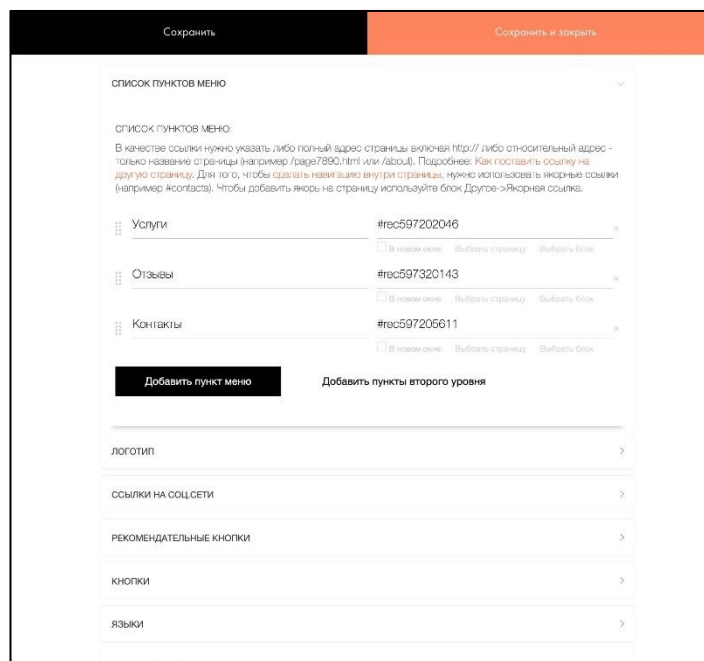 Сохранить
Сохранить и закрыть
СПИСОК ПУНКТОВ МЕНЮ
СПИСОК ПУНКТОВ МЕНЮ:
В качестве ссылки нужно указать либо полный адрес страницы включая http:// либо относительный адрес -
только название страницы (например /page7890.html или /about). Подробнее: Как поставить ссылку на
другую страницу. Для того, чтобы сделать навигацию внутри страницы, нужно использовать якорные ссылки
(например #contacts). Чтобы добавить якорь на страницу используйте блок Другое->Якорная ссылка.
Услуги #rec597202046
В новом окне Выбрать страницу Выбрать блок
Отзывы #rec597320143
В новом окне Выбрать страницу Выбрать блок
Контакты #rec597205611
В новом окне Выбрать страницу Выбрать блок
Добавить пункт меню Добавить пункты второго уровня
ЛОГОТИП
ССЫЛКИ НА СОЦ.СЕТИ
РЕКОМЕНДАТЕЛЬНЫЕ КНОПКИ
КНОПКИ
ЯЗЫКИ